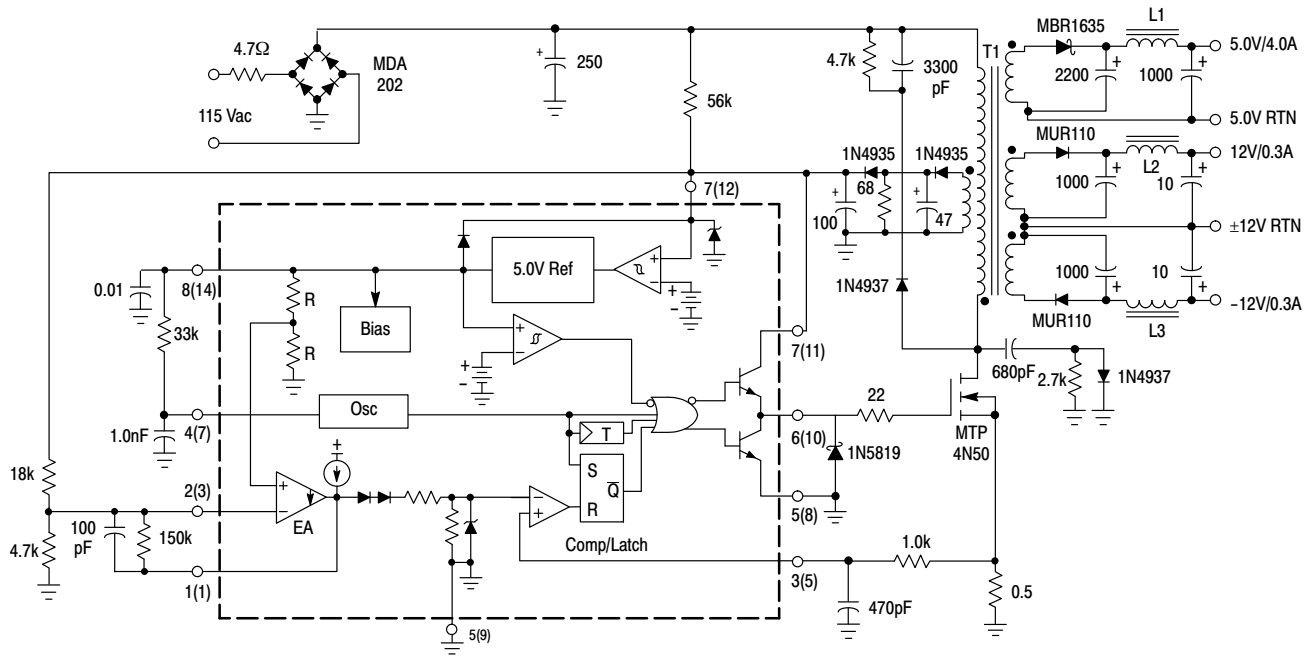 4.7Ω
MDA
202
115 Vac
+
250
56k
4.7k
3300
pF
T1
MBR1635
L1
5.0V/4.0A
2200
+
1000
+
5.0V RTN
MUR110
12V/0.3A
L2
1000
+
10
+
±12V RTN
1000
+
10
+
MUR110
L3
–12V/0.3A
1N4935
1N4935
68
+
100
+
47
7(12)
1N4937
680pF
2.7k
1N4937
0.01
8(14)
33k
R
R
Bias
5.0V Ref
+
–
+
–
+
–
+
–
7(11)
Osc
4(7)
1.0nF
T
S
R
Q
6(10)
22
1N5819
MTP
4N50
5(8)
18k
2(3)
100
pF
150k
4.7k
1(1)
+
–
EA
+
–
+
Comp/Latch
3(5)
1.0k
470pF
0.5
5(9)